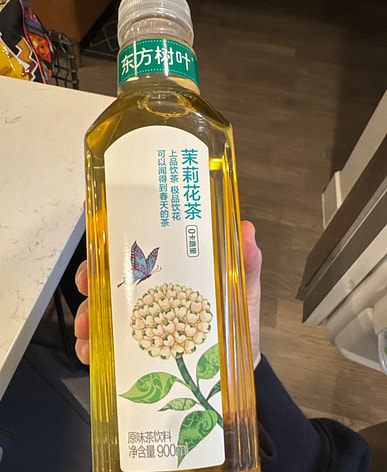 东方树叶
茉莉花茶
上品饮茶 极品饮花
可以闻得到春天的茶
0卡路里
原味茶饮料
净含量900ml